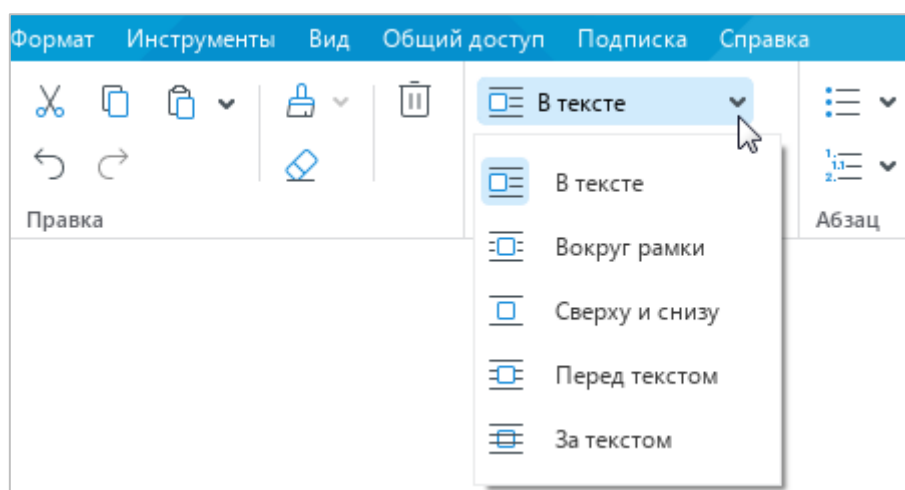 Формат Инструменты Вид Общий доступ Подписка Справка
В тексте
В тексте
Правка
Абзац
Вокруг рамки
Сверху и снизу
Перед текстом
За текстом